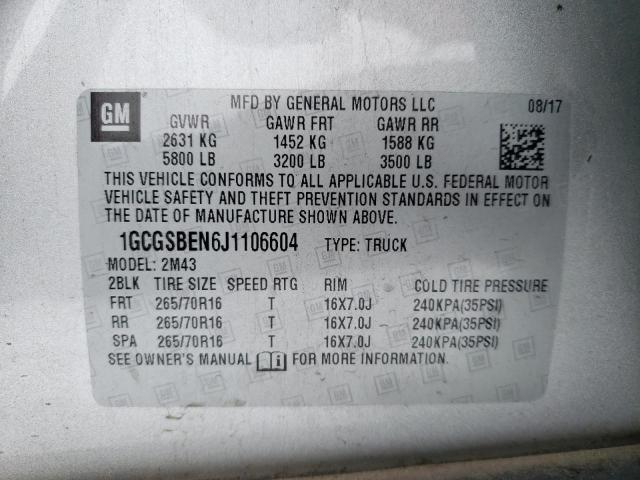 GM
MFD BY GENERAL MOTORS LLC 08/17
GVWR GAWR FRT GAWR RR
2631 KG 1452 KG 1588 KG
5800 LB 3200 LB 3500 LB
THIS VEHICLE CONFORMS TO ALL APPLICABLE U.S. FEDERAL MOTOR
VEHICLE SAFETY AND THEFT PREVENTION STANDARDS IN EFFECT ON
THE DATE OF MANUFACTURE SHOWN ABOVE.
1GCGSBEN6J1106604 TYPE: TRUCK
MODEL: 2M43
2BLK TIRE SIZE SPEED RTG RIM COLD TIRE PRESSURE
FRT 265/70R16 T 16X7.0J 240KPA(35PSI)
RR 265/70R16 T 16X7.0J 240KPA(35PSI)
SPA 265/70R16 T 16X7.0J 240KPA(35PSI)
SEE OWNER'S MANUAL FOR MORE INFORMATION.